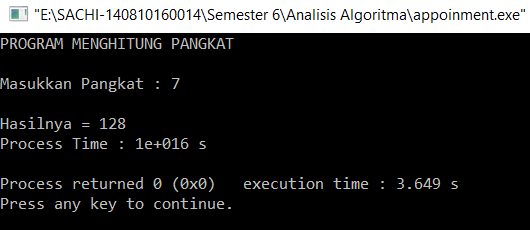 "E:\SACHI-140810160014\Semester 6\Analisis Algoritma\appoinment.exe"
PROGRAM MENGHITUNG PANGKAT
Masukkan Pangkat : 7
Hasilnya = 128
Process Time : 1e+016 s
Process returned 0 (0x0)   execution time : 3.649 s
Press any key to continue.